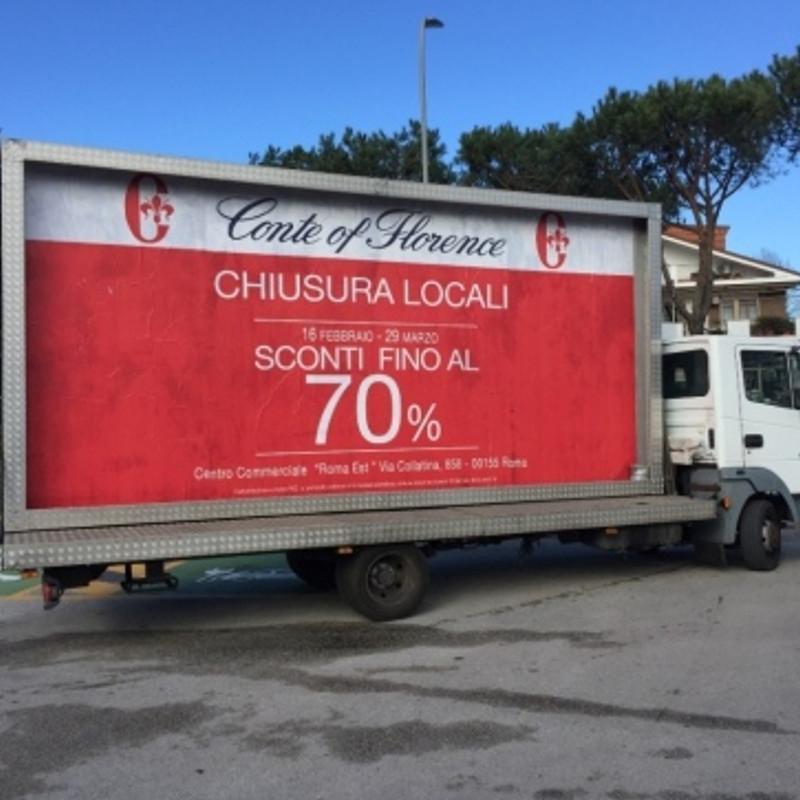 Conte of Florence
CHIUSURA LOCALI
16 FEBBRAIO - 29 MARZO
SCONTI FINO AL
70%
Centro Commerciale "Roma Est" Via Collatina, 858 - 00155 Roma